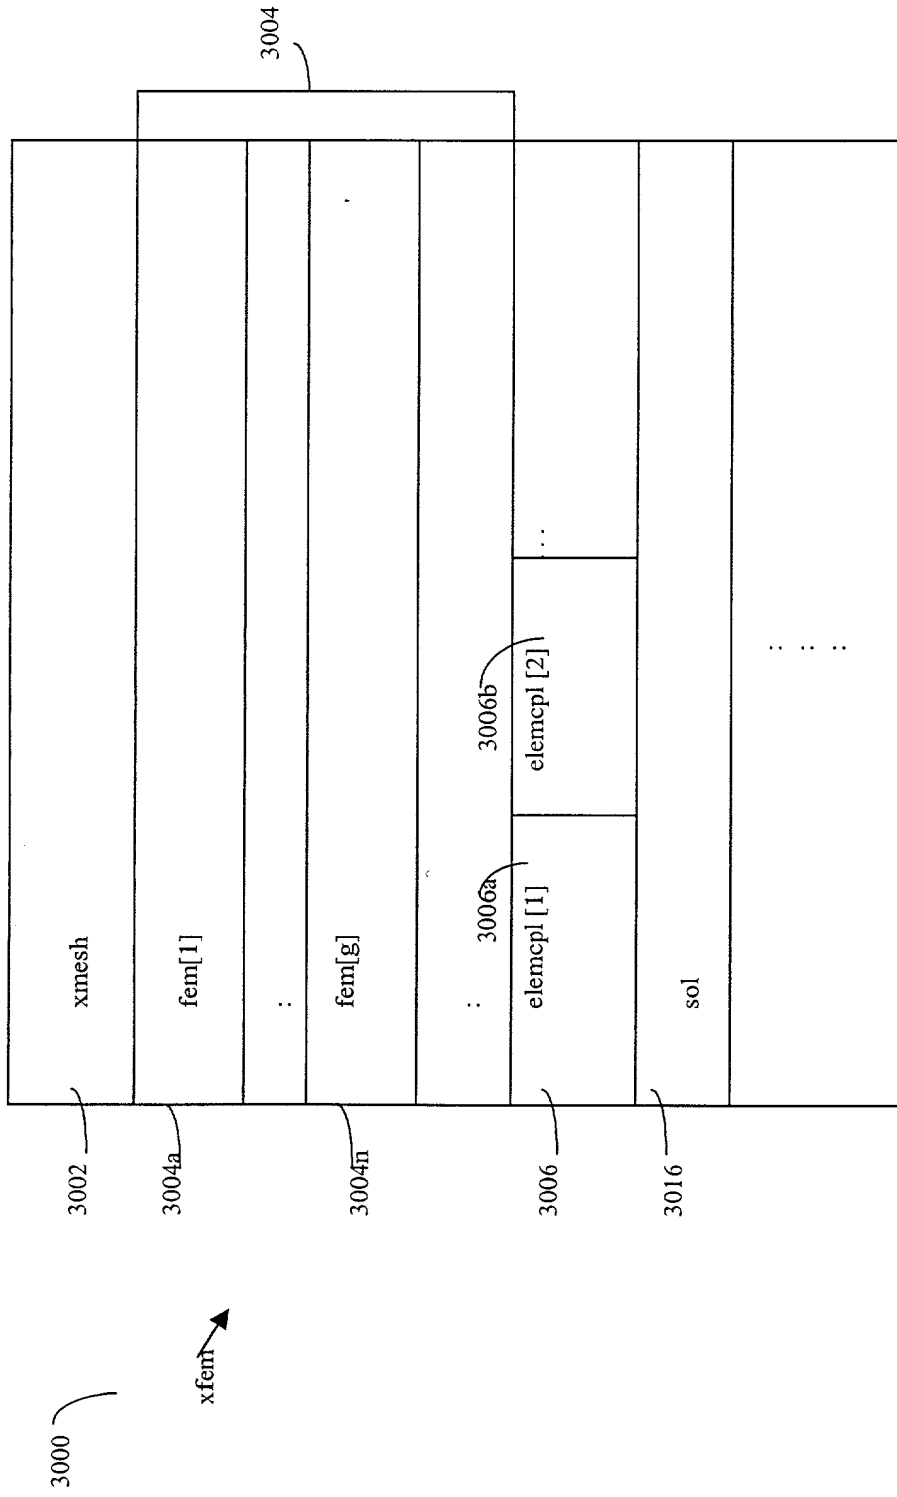 3000
xfem
3002
xmesh
3004
3004a
fem[1]
:
3004n
fem[g]
:
3006a
3006b
3006
elemcpl [1]
elemcpl [2]
...
3016
sol
: : :